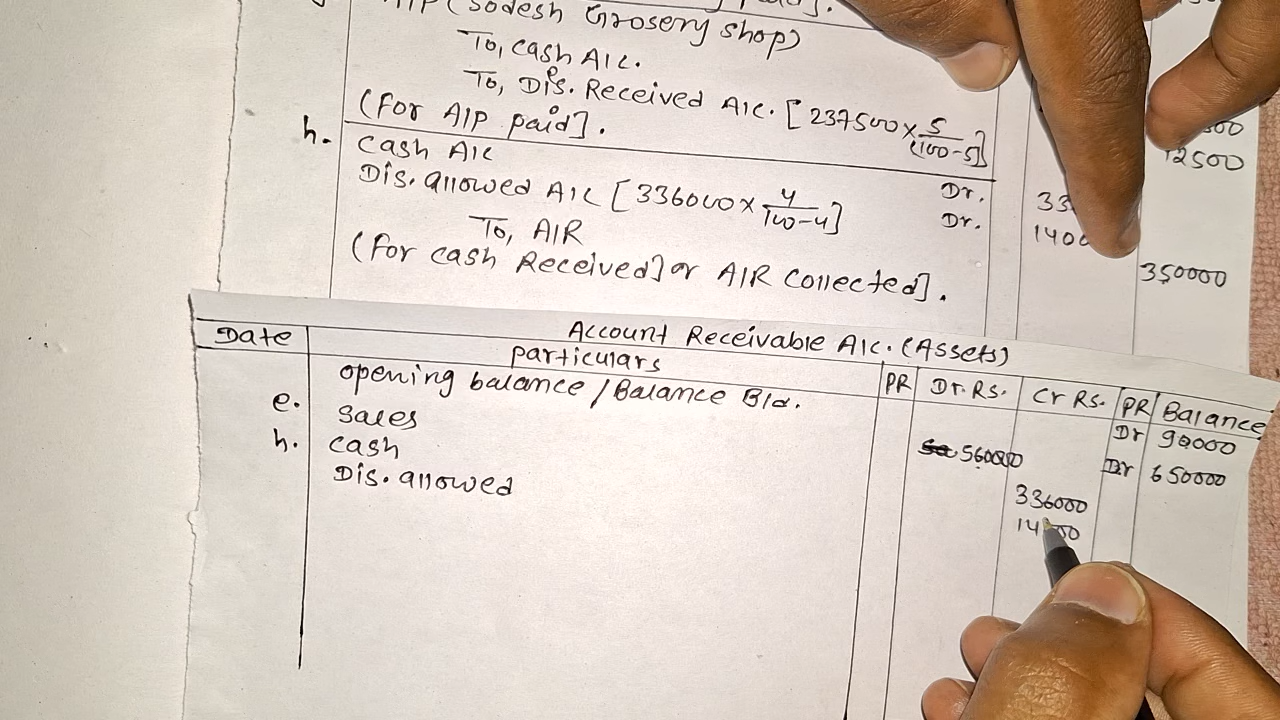 A/P (Sodesh Grosery shop)
To, cash A/c.
To, Dis. Received A/c. [237500 × 5/(100-5)]
12500
(For A/P paid].
h. cash A/c Dr.
Dis. allowed A/c [336000 × 4/100-4] Dr.
To, A/R 350000
(For cash Received] or A/R collected].
Account Receivable A/c. (Assets)
Date particulars PR Dr. Rs. Cr Rs. PR Balance
opening balance / Balance B/d. Dr 90000
e. Sales 560000 Dr 650000
h. cash 336000
Dis. allowed